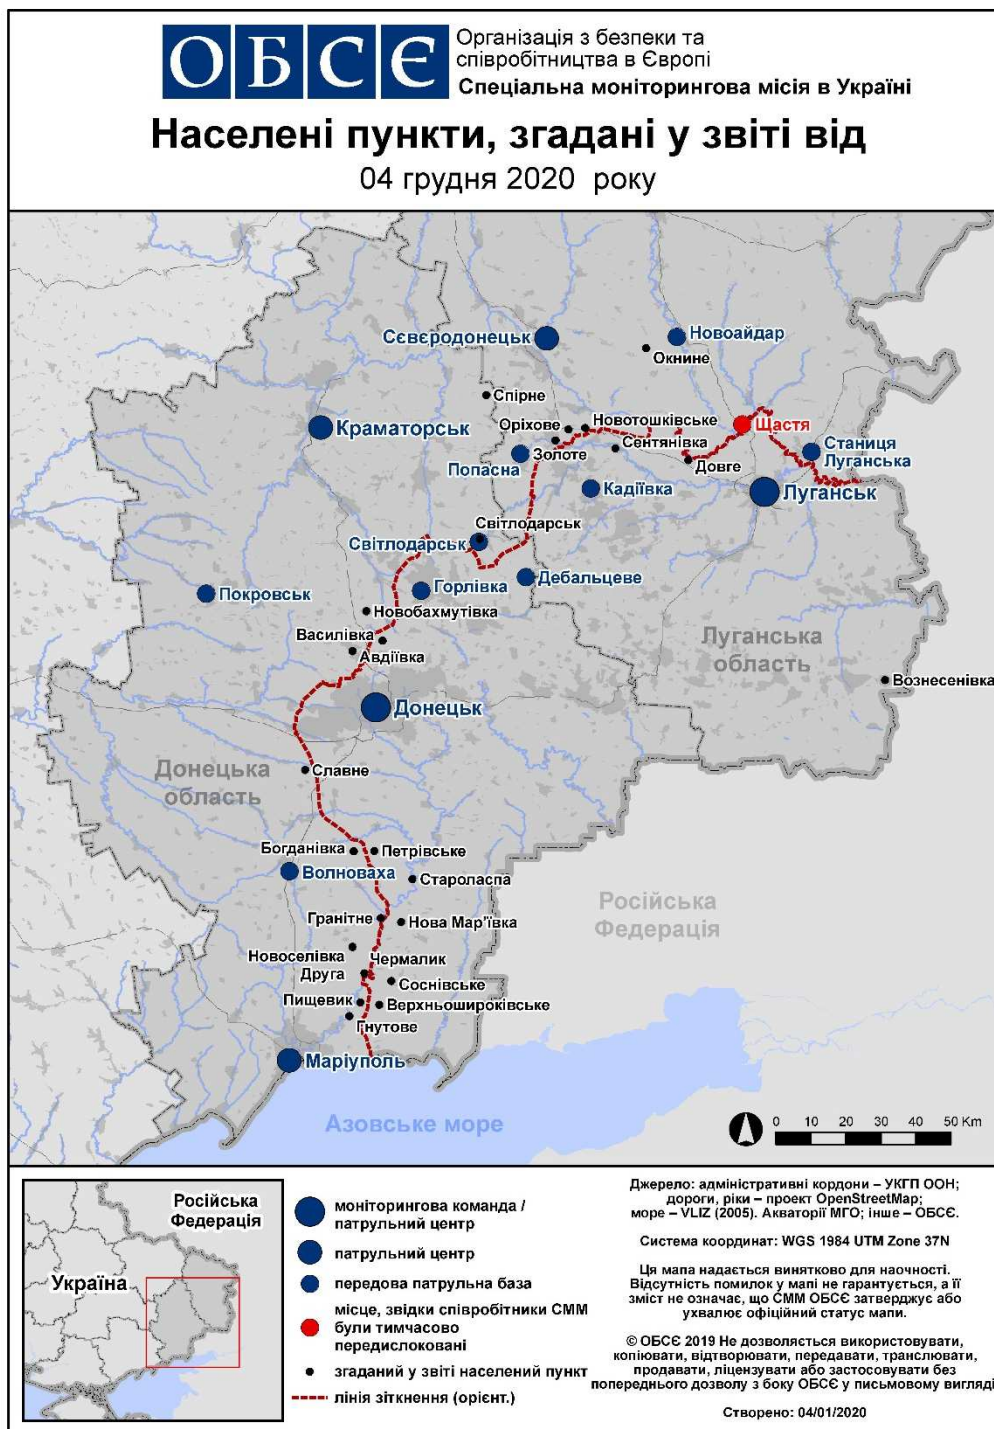 ОБСЄ
Організація з безпеки та
співробітництва в Європі
Спеціальна моніторингова місія в Україні
Населені пункти, згадані у звіті від
04 грудня 2020 року
Сєвєродонецьк
Новоайдар
Окнине
Спірне
Краматорськ
Оріхове
Новотошківське
Щастя
Сентянівка
Станиця
Луганська
Золоте
Попасна
Довге
Кадіївка
Луганськ
Світлодарськ
Світлодарськ
Дебальцеве
Горлівка
Покровськ
Новобахмутівка
Василівка
Авдіївка
Луганська
область
Вознесенівка
Донецьк
Донецька
область
Славне
Богданівка
Петрівське
Волноваха
Староласпа
Російська
Федерація
Гранітне
Нова Мар'ївка
Новоселівка
Друга
Чермалик
Соснівське
Пищевик
Верхньошироківське
Гнутове
Маріуполь
Азовське море
0 10 20 30 40 50 Km
Російська
Федерація
Україна
моніторингова команда /
патрульний центр
патрульний центр
передова патрульна база
місце, звідки співробітники СММ
були тимчасово
передислоковані
згаданий у звіті населений пункт
лінія зіткнення (орієнт.)
Джерело: адміністративні кордони – УКГП ООН;
дороги, ріки – проект OpenStreetMap;
море – VLIZ (2005). Акваторії МГО; інше – ОБСЄ.
Система координат: WGS 1984 UTM Zone 37N
Ця мапа надається винятково для наочності.
Відсутність помилок у мапі не гарантується, а її
зміст не означає, що СММ ОБСЄ затверджує або
ухвалює офіційний статус мапи.
© ОБСЄ 2019 Не дозволяється використовувати,
копіювати, відтворювати, передавати, транслювати,
продавати, ліцензувати або застосовувати без
попереднього дозволу з боку ОБСЄ у письмовому вигляді
Створено: 04/01/2020